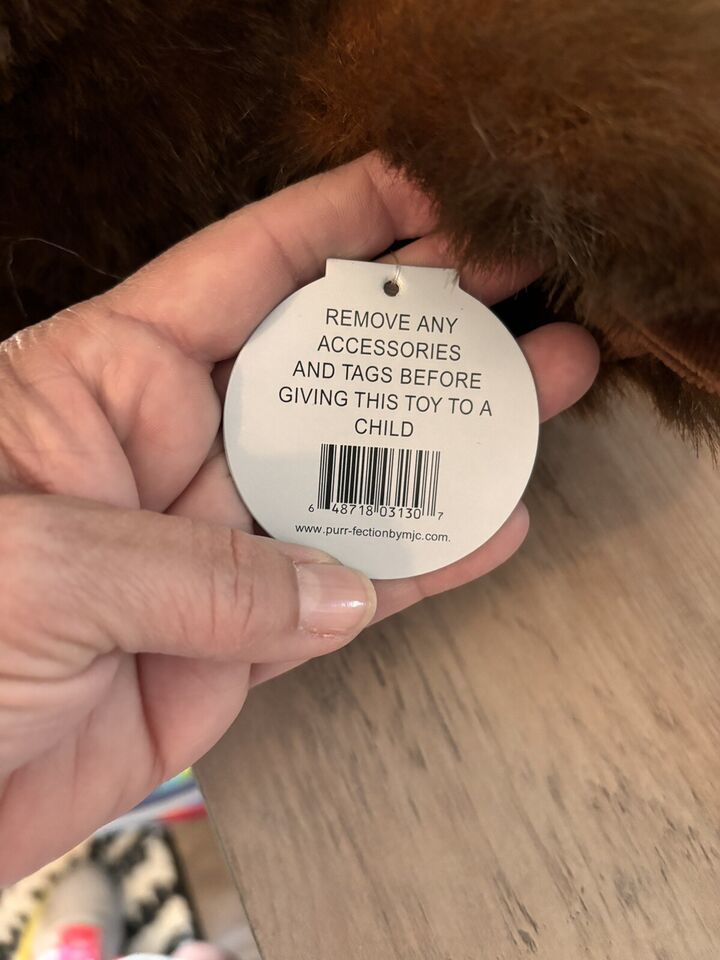 REMOVE ANY
ACCESSORIES
AND TAGS BEFORE
GIVING THIS TOY TO A
CHILD
6 48718 03130 7
www.purr-fectionbymjc.com.